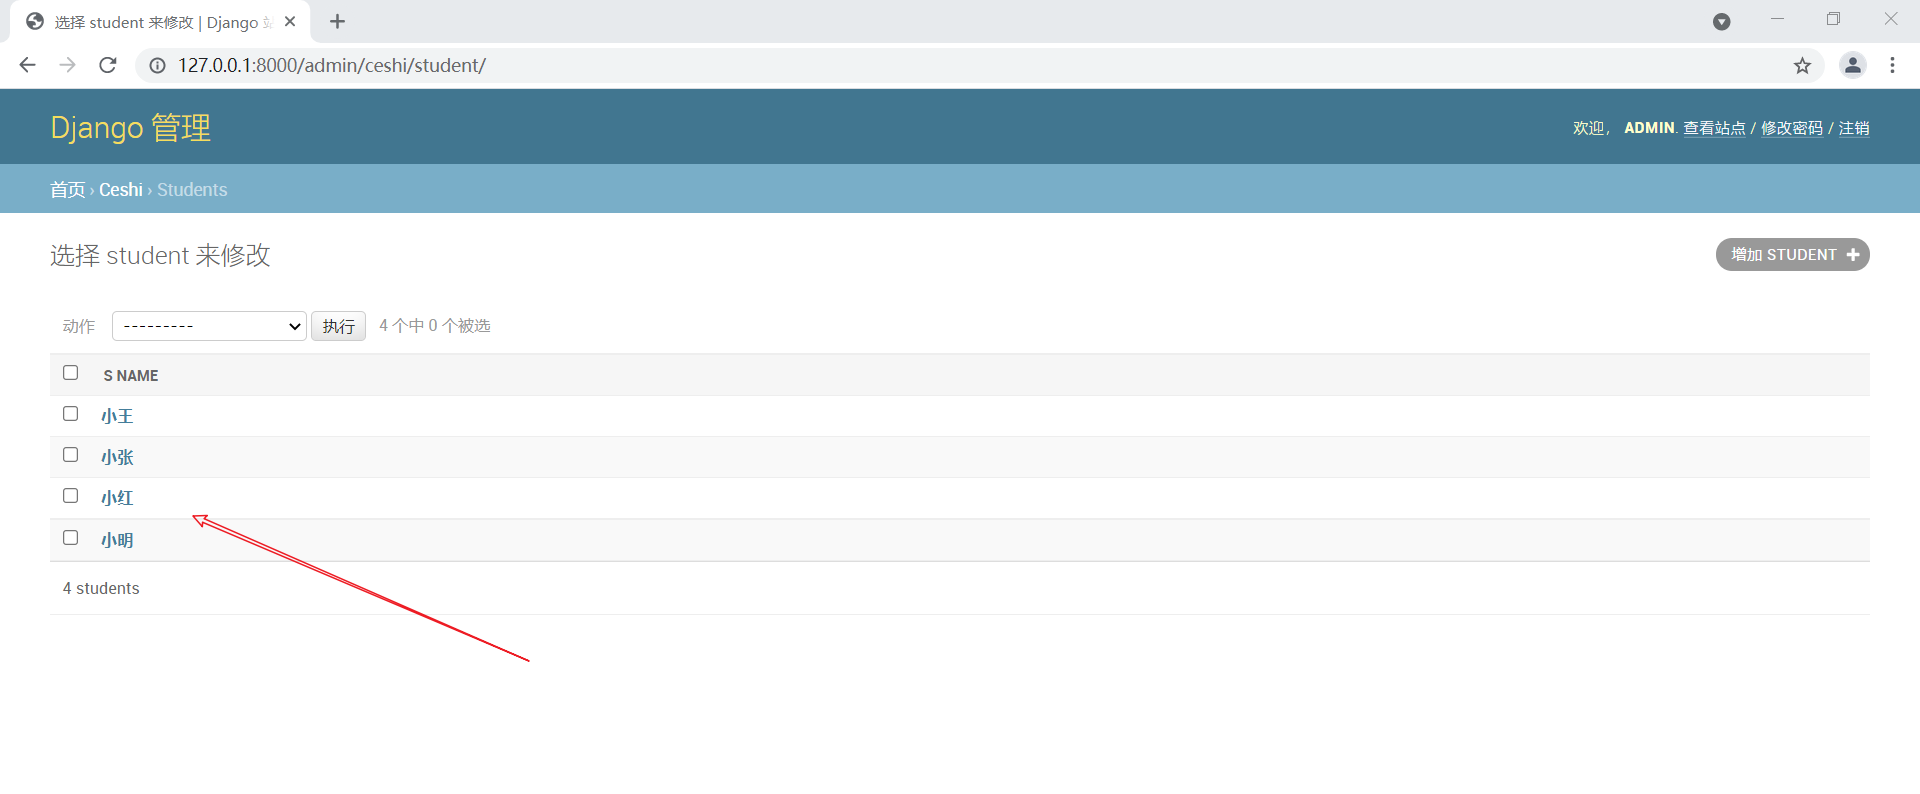 选择 student 来修改 | Django
127.0.0.1:8000/admin/ceshi/student/
Django 管理
欢迎， ADMIN. 查看站点 / 修改密码 / 注销
首页 › Ceshi › Students
选择 student 来修改
增加 STUDENT
动作 --------- 执行 4 个中 0 个被选
S NAME
小王
小张
小红
小明
4 students